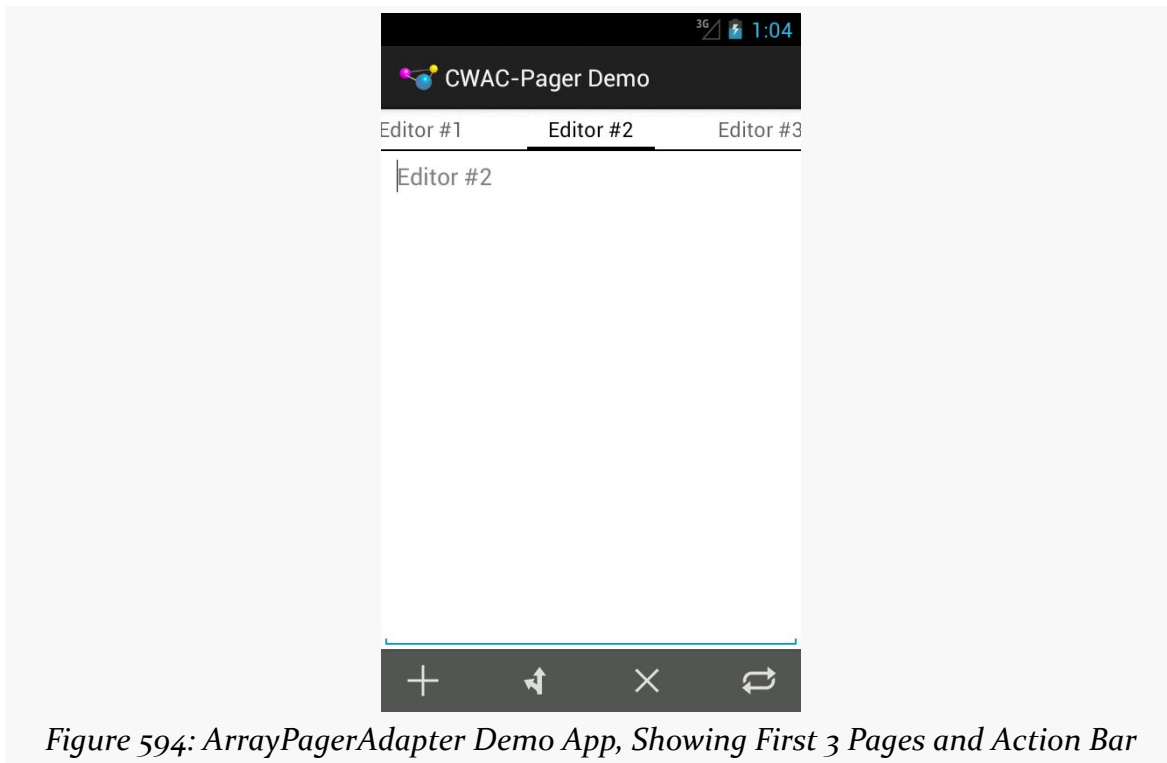 3G 1:04
CWAC-Pager Demo
Editor #1 Editor #2 Editor #3
Editor #2
Figure 594: ArrayPagerAdapter Demo App, Showing First 3 Pages and Action Bar